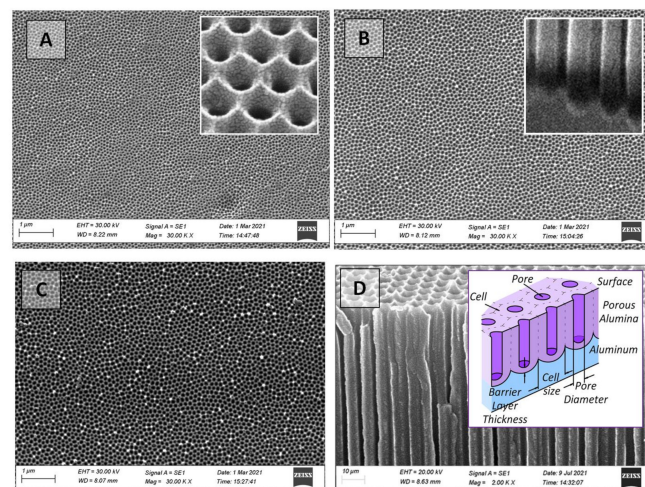 A
1 µm
EHT = 30.00 kV
Signal A = SE1
Date: 1 Mar 2021
WD = 8.22 mm
Mag = 30.00 K X
Time: 14:47:48
ZEISS
B
1 µm
EHT = 30.00 kV
Signal A = SE1
Date: 1 Mar 2021
WD = 8.12 mm
Mag = 30.00 K X
Time: 15:04:26
ZEISS
C
1 µm
EHT = 30.00 kV
Signal A = SE1
Date: 1 Mar 2021
WD = 8.07 mm
Mag = 30.00 K X
Time: 15:27:41
ZEISS
D
Pore
Surface
Cell
Porous
Alumina
Aluminum
Barrier
Layer
Thickness
Cell
size
Pore
Diameter
10 µm
EHT = 20.00 kV
Signal A = SE1
Date: 9 Jul 2021
WD = 8.63 mm
Mag = 2.00 K X
Time: 14:32:07
ZEISS